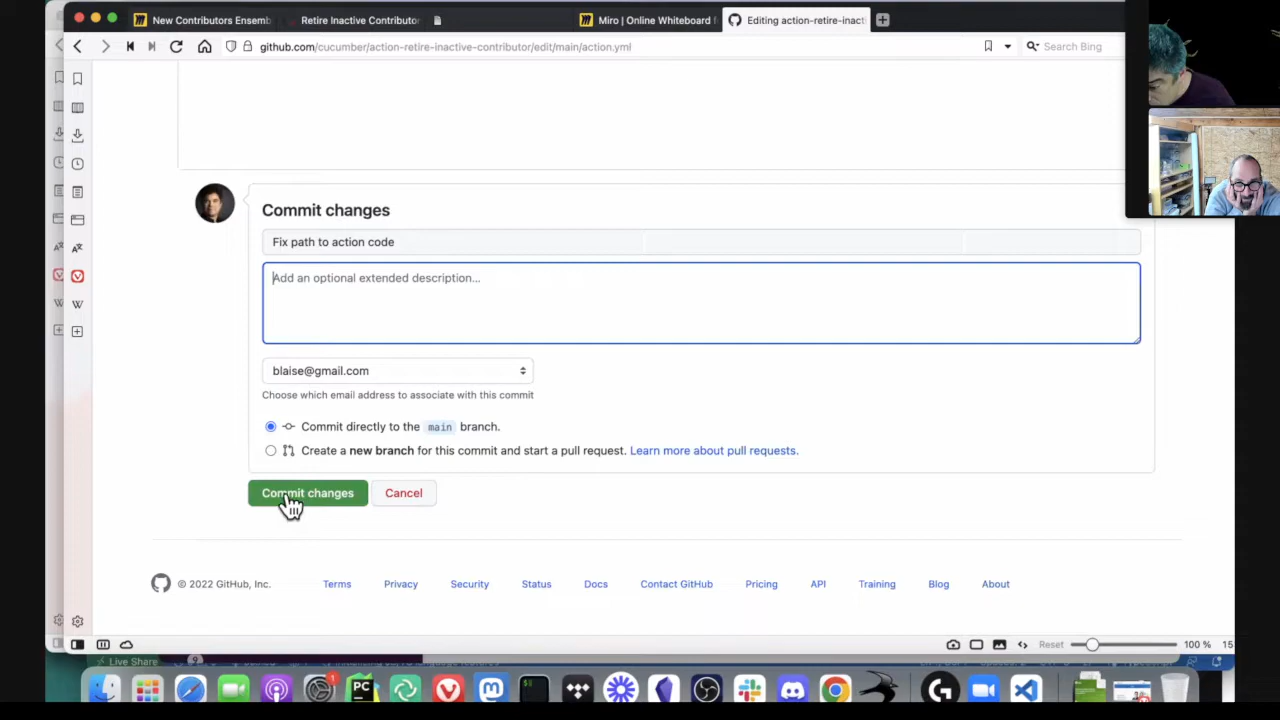 New Contributors Ensemb
Retire Inactive Contributor
Miro | Online Whiteboard f
Editing action-retire-inact
github.com/cucumber/action-retire-inactive-contributor/edit/main/action.yml
Search Bing
Commit changes
Fix path to action code
Add an optional extended description...
blaise@gmail.com
Choose which email address to associate with this commit
Commit directly to the main branch.
Create a new branch for this commit and start a pull request. Learn more about pull requests.
Commit changes
Cancel
© 2022 GitHub, Inc.
Terms
Privacy
Security
Status
Docs
Contact GitHub
Pricing
API
Training
Blog
About
Reset
100 %
15
Live Share